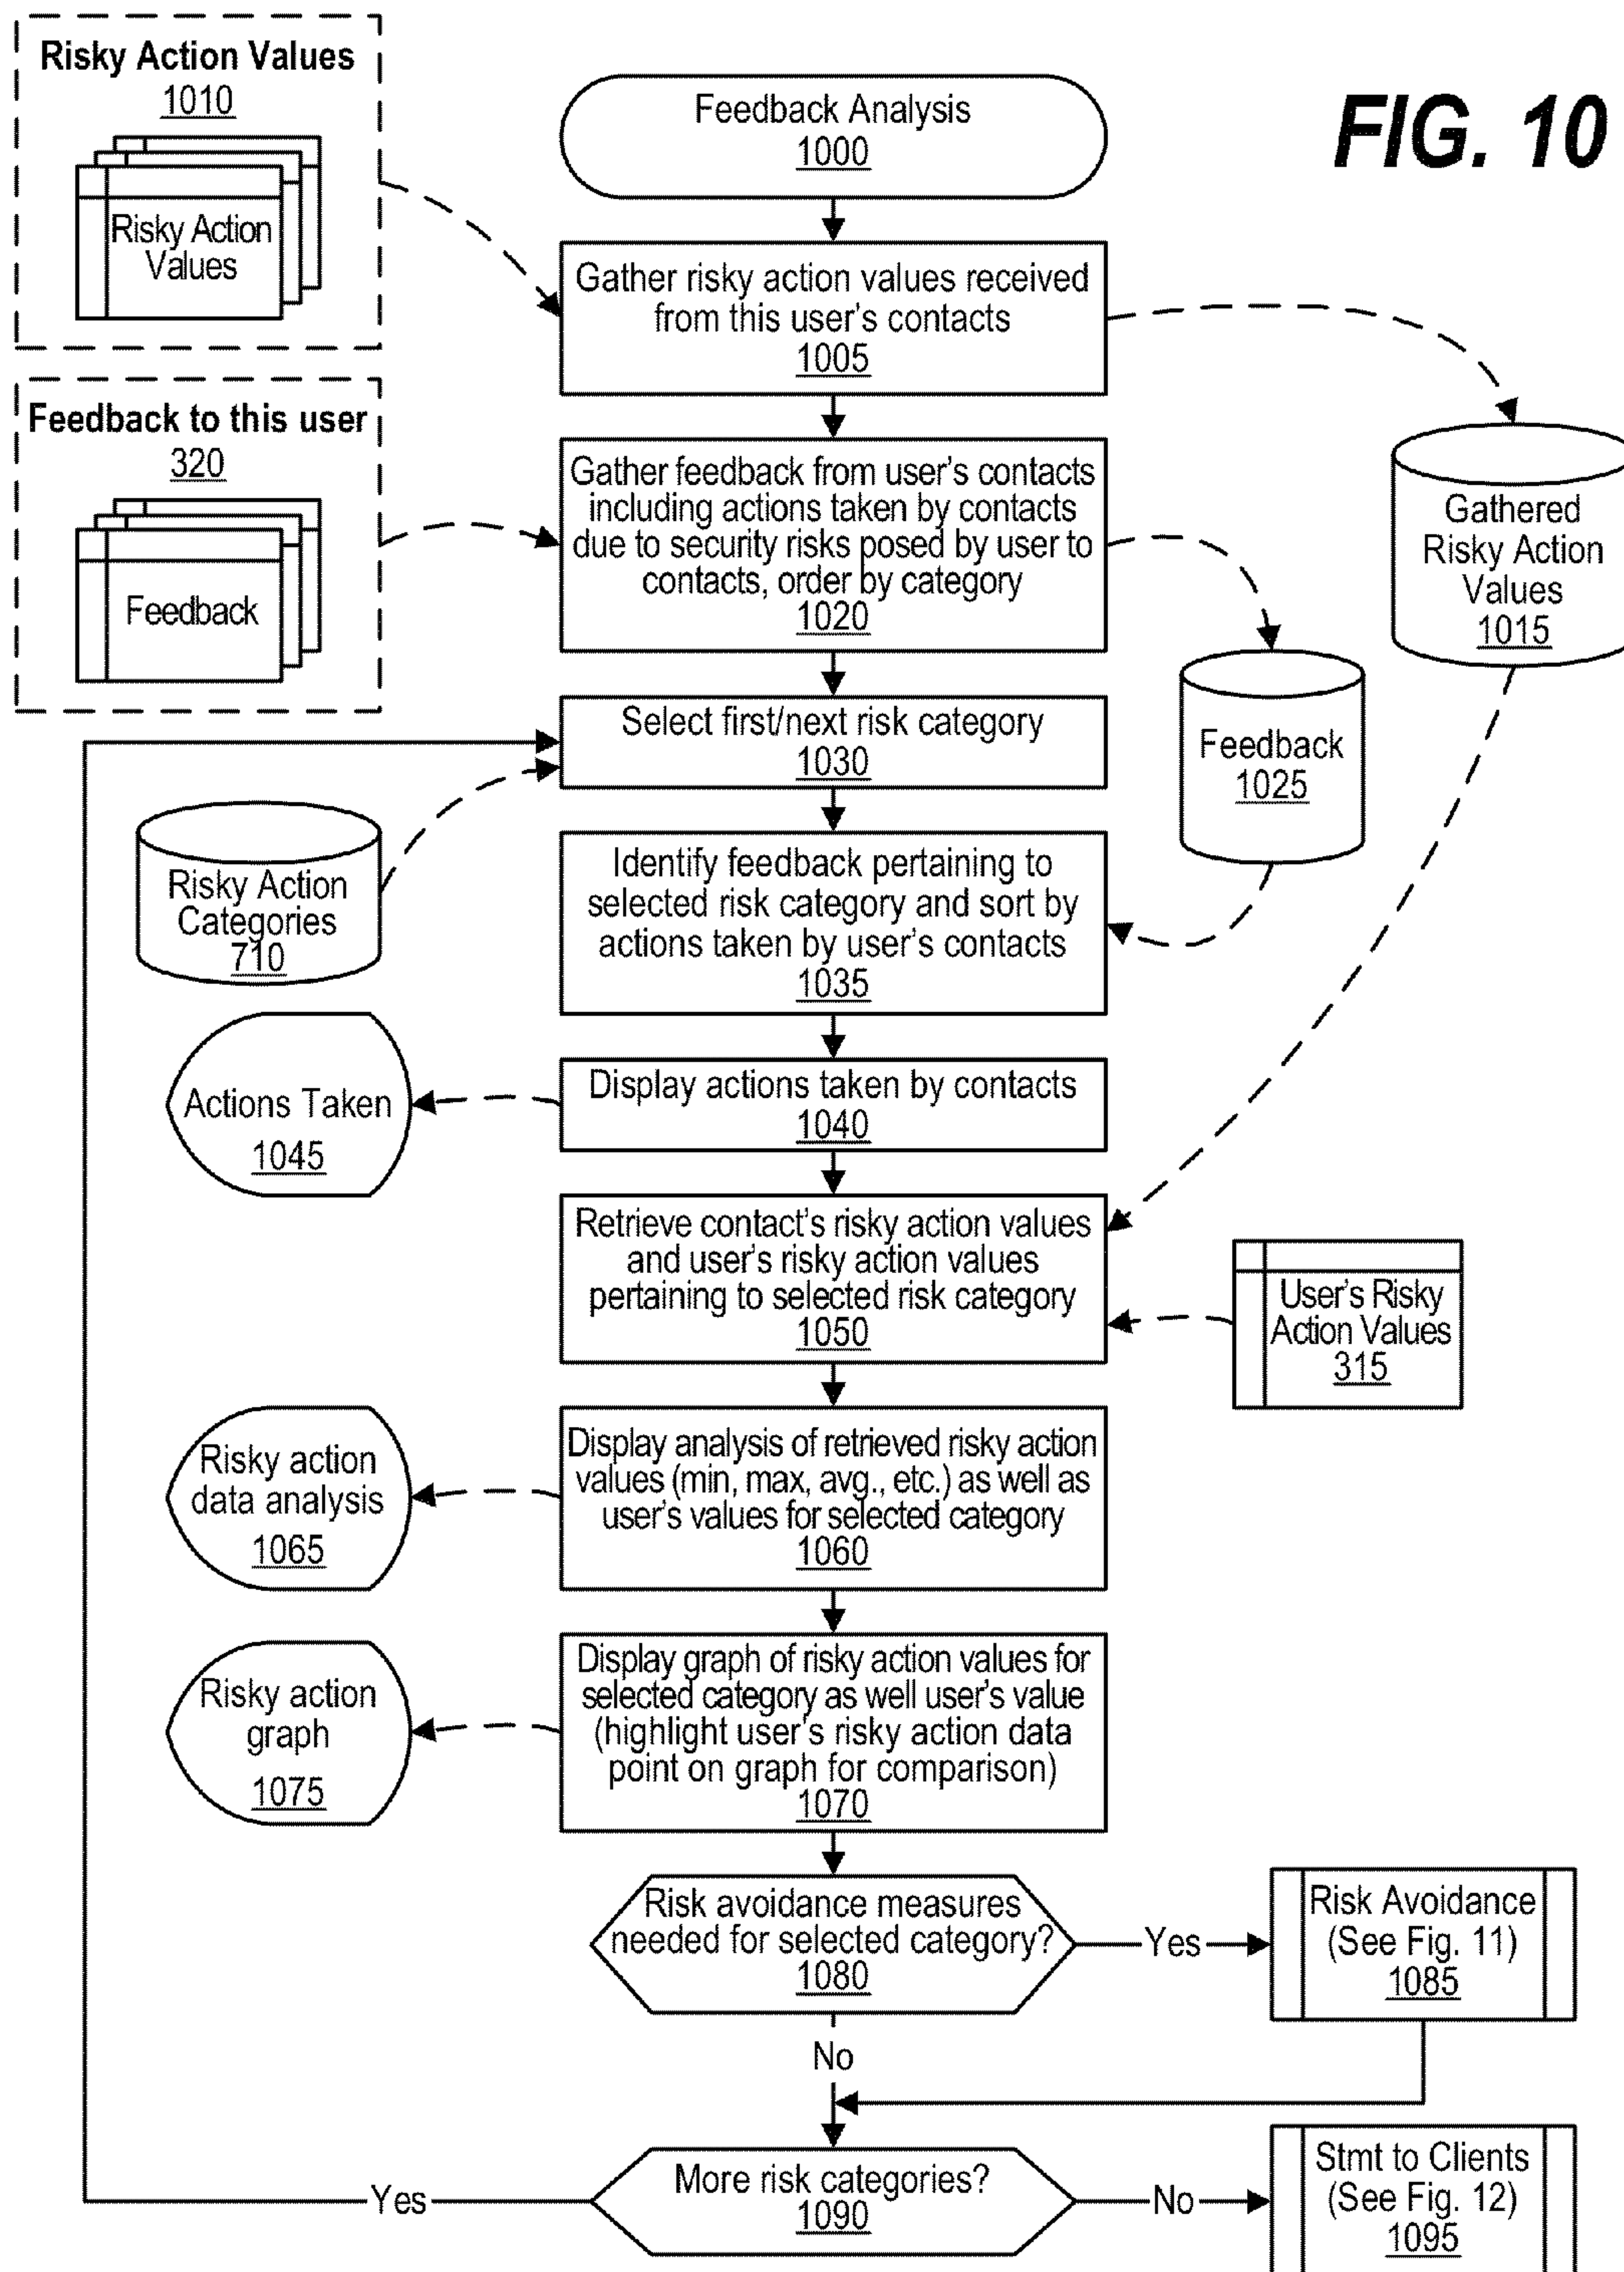 FIG. 10
Risky Action Values
1010
Risky Action
Values
Feedback Analysis
1000
Gather risky action values received
from this user's contacts
1005
Feedback to this user
320
Feedback
Gather feedback from user's contacts
including actions taken by contacts
due to security risks posed by user to
contacts, order by category
1020
Gathered
Risky Action
Values
1015
Select first/next risk category
1030
Feedback
1025
Risky Action
Categories
710
Identify feedback pertaining to
selected risk category and sort by
actions taken by user's contacts
1035
Display actions taken by contacts
1040
Actions Taken
1045
Retrieve contact's risky action values
and user's risky action values
pertaining to selected risk category
1050
User's Risky
Action Values
315
Display analysis of retrieved risky action
values (min, max, avg., etc.) as well as
user's values for selected category
1060
Risky action
data analysis
1065
Display graph of risky action values for
selected category as well user's value
(highlight user's risky action data
point on graph for comparison)
1070
Risky action
graph
1075
Risk avoidance measures
needed for selected category?
1080
Yes
Risk Avoidance
(See Fig. 11)
1085
No
More risk categories?
1090
Yes
No
Stmt to Clients
(See Fig. 12)
1095